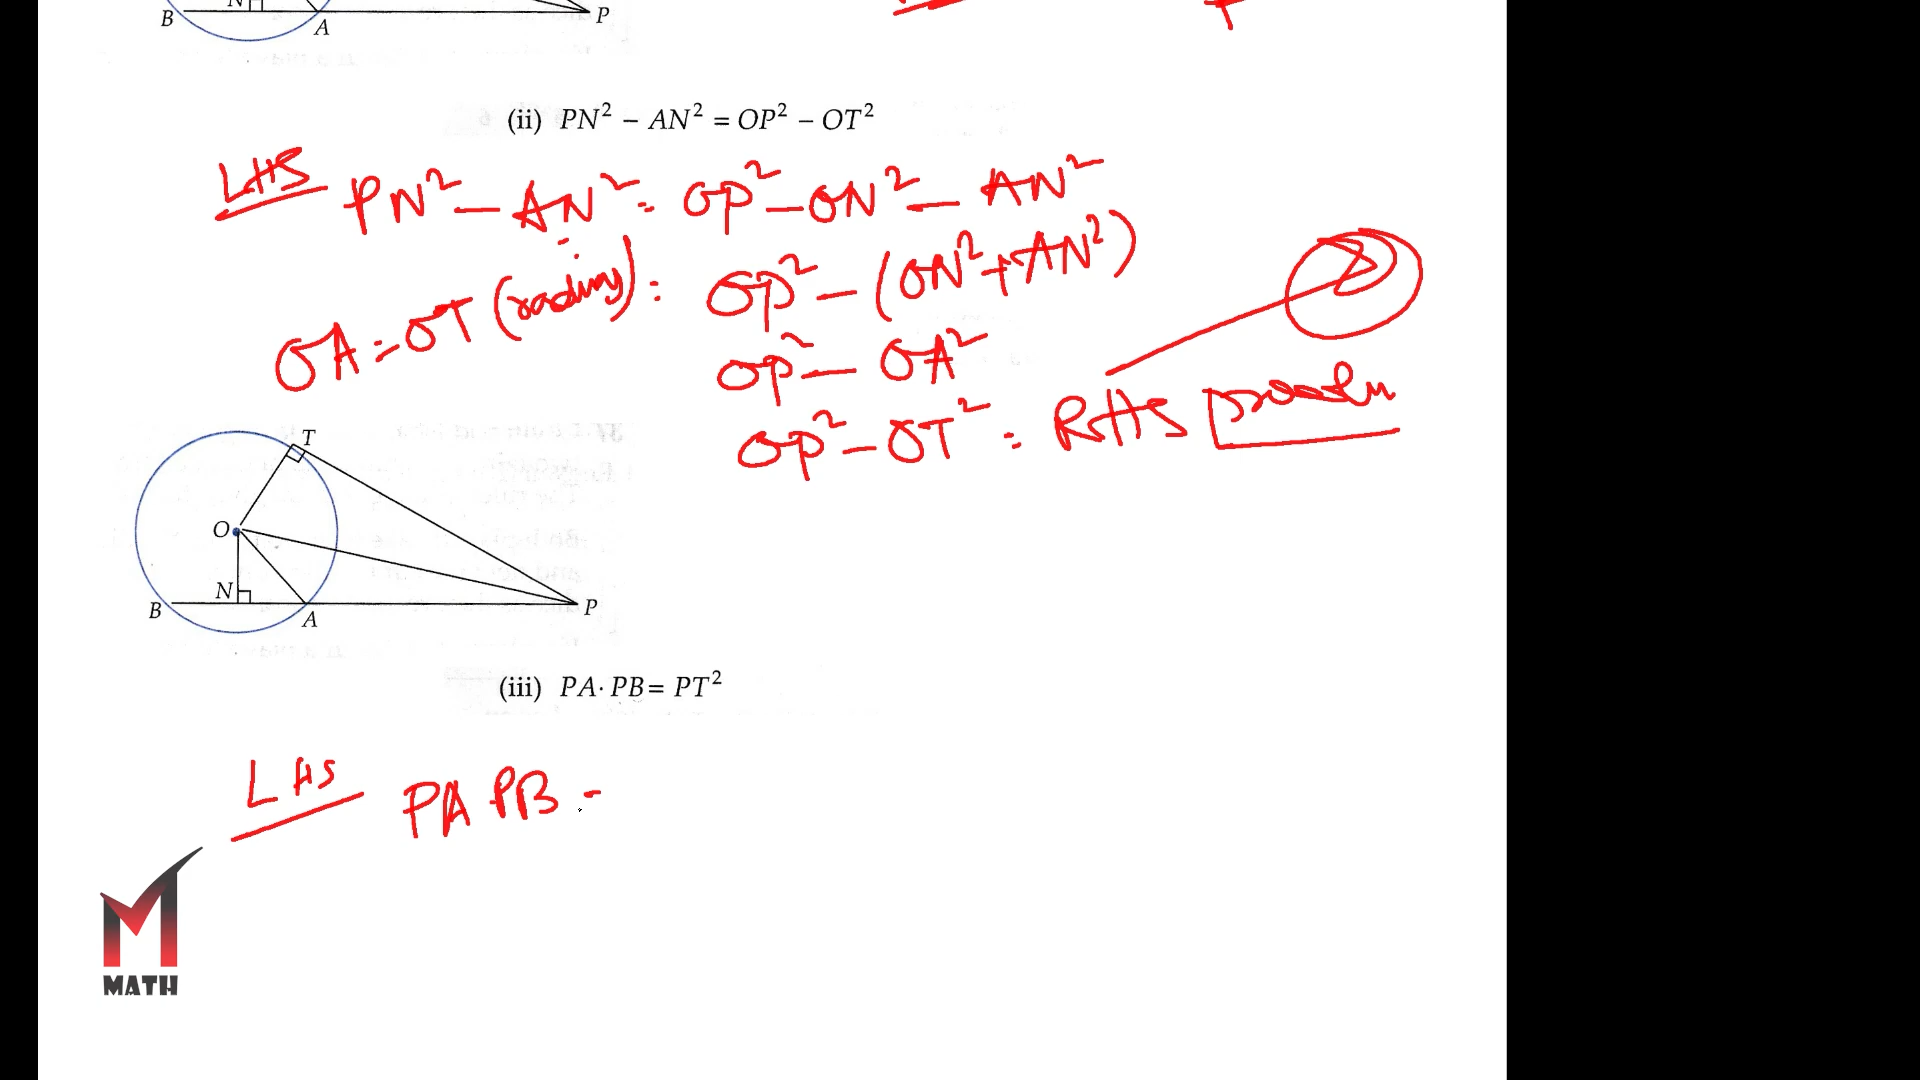 B N A P
(ii) PN² − AN² = OP² − OT²
LHS PN² − AN² = OP² − ON² − AN²
OA = OT (radius) = OP² − (ON² + AN²)
OP² − OA²
OP² − OT² = RHS
T
O
N
B A P
(iii) PA · PB = PT²
LHS PA PB =
MATH